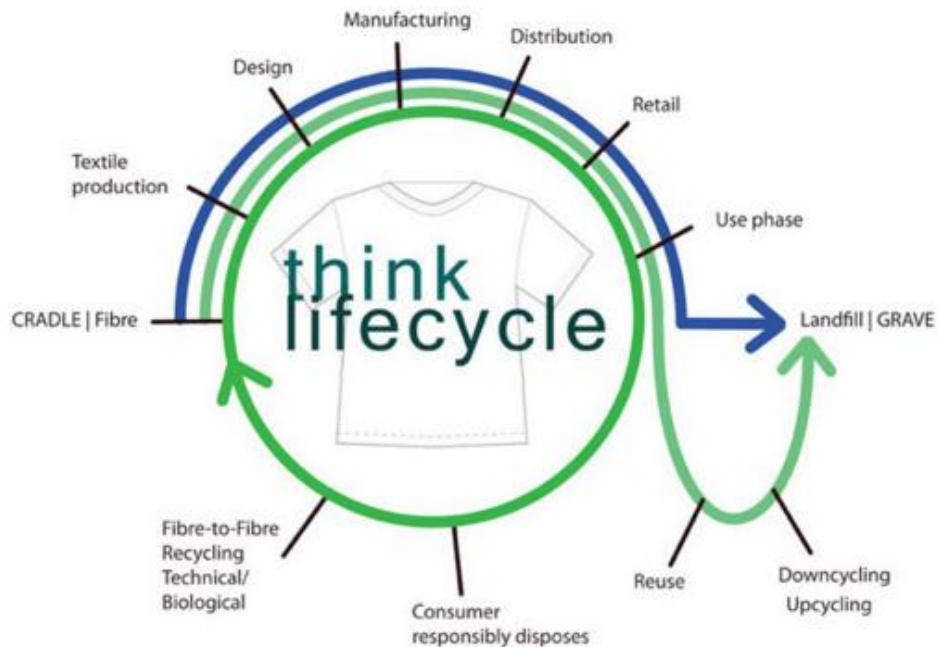 Manufacturing
Distribution
Design
Retail
Textile
production
Use phase
think
lifecycle
CRADLE | Fibre
Landfill | GRAVE
Fibre-to-Fibre
Recycling
Technical/
Biological
Consumer
responsibly disposes
Reuse
Downcycling
Upcycling